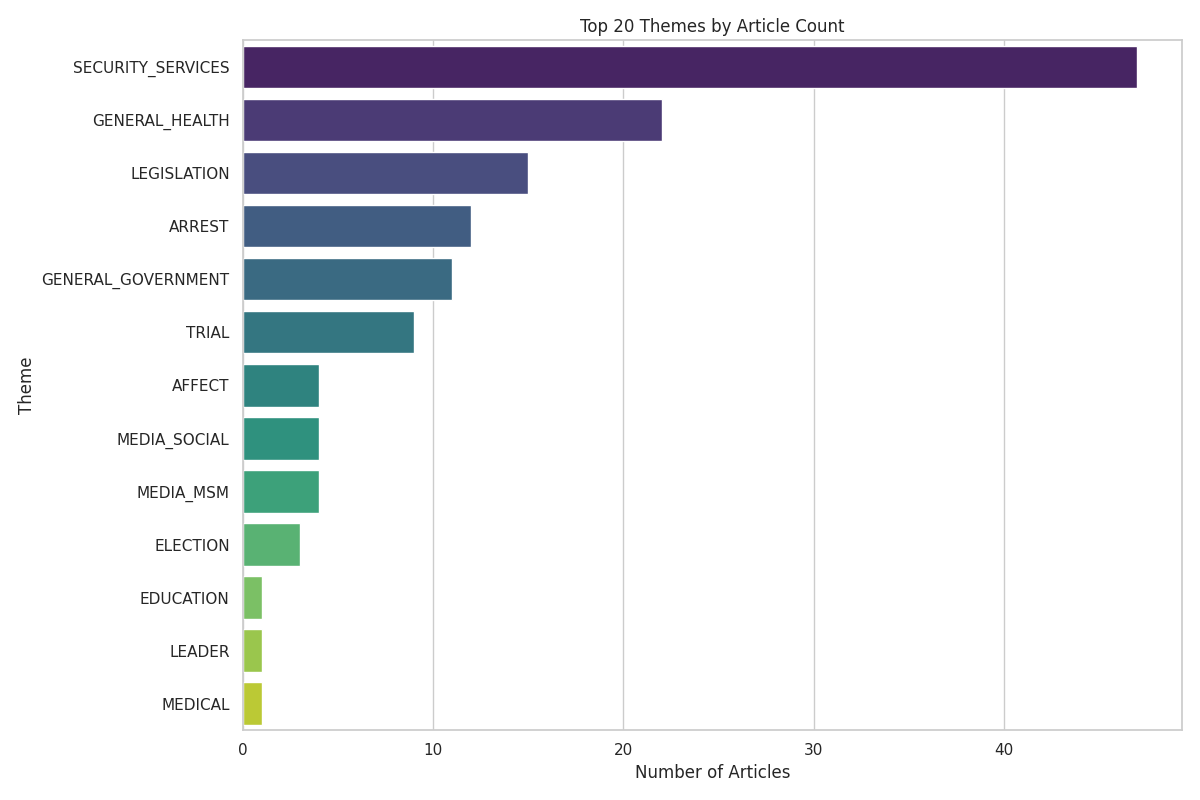 Top 20 Themes by Article Count
SECURITY_SERVICES
GENERAL_HEALTH
LEGISLATION
ARREST
GENERAL_GOVERNMENT
TRIAL
AFFECT
MEDIA_SOCIAL
MEDIA_MSM
ELECTION
EDUCATION
LEADER
MEDICAL
Theme
0 10 20 30 40
Number of Articles